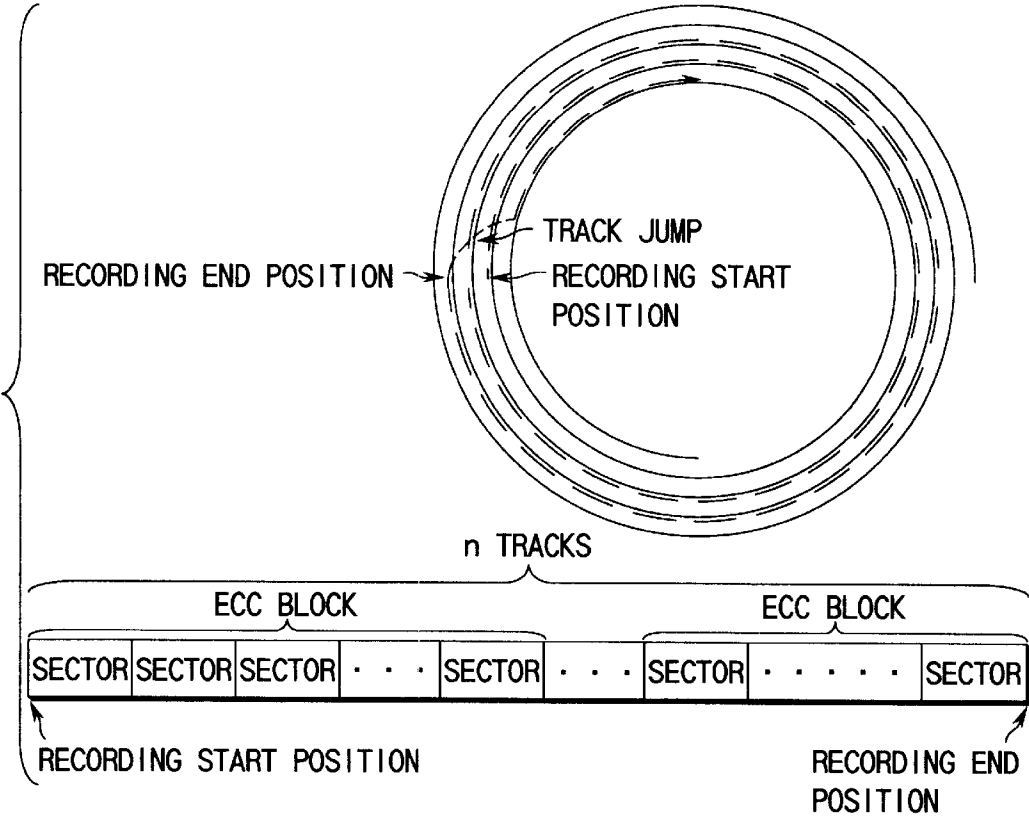 TRACK JUMP
RECORDING END POSITION
RECORDING START
POSITION
n TRACKS
ECC BLOCK ECC BLOCK
SECTOR SECTOR SECTOR · · · SECTOR · · · SECTOR · · · · · SECTOR
RECORDING START POSITION
RECORDING END
POSITION